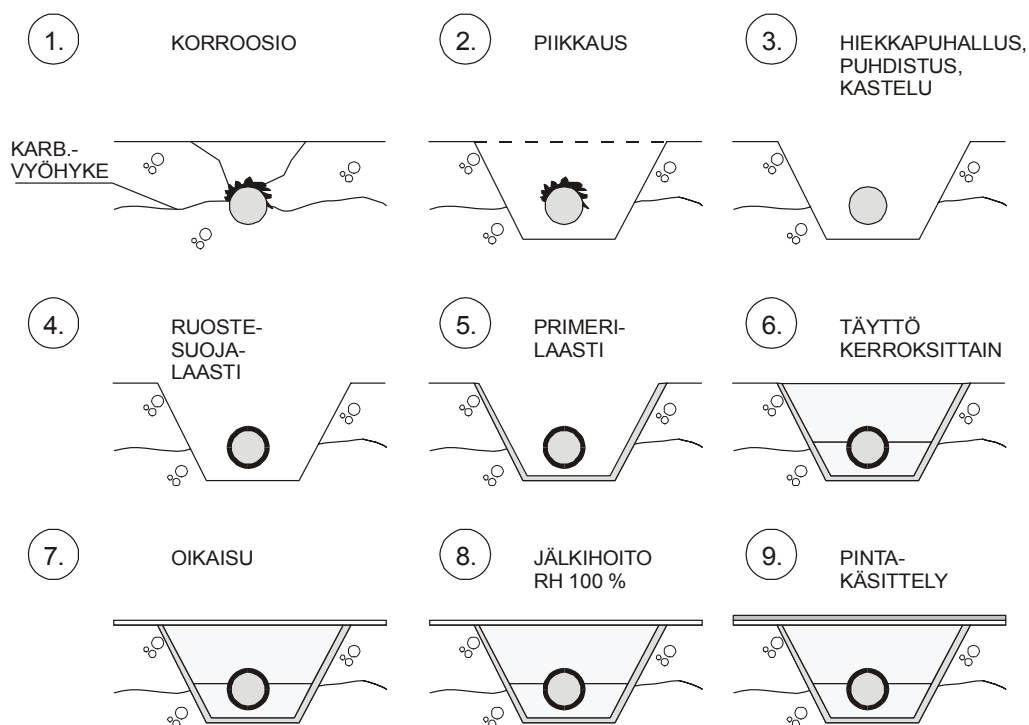 1.
KORROOSIO
2.
PIIKKAUS
3.
HIEKKAPUHALLUS,
PUHDISTUS,
KASTELU
KARB.-
VYÖHYKE
4.
RUOSTE-
SUOJA-
LAASTI
5.
PRIMERI-
LAASTI
6.
TÄYTTÖ
KERROKSITTAIN
7.
OIKAISU
8.
JÄLKIHOITO
RH 100 %
9.
PINTA-
KÄSITTELY